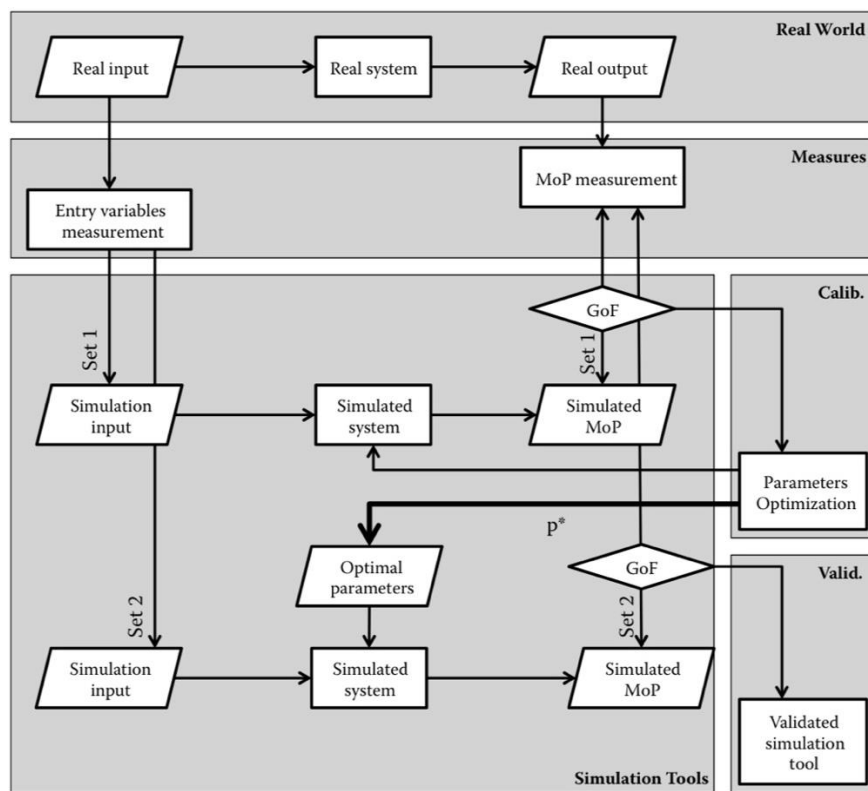 Real World
Real input
Real system
Real output
Measures
MoP measurement
Entry variables
measurement
Calib.
GoF
Set 1
Set 1
Simulation
input
Simulated
system
Simulated
MoP
Parameters
Optimization
p*
Optimal
parameters
GoF
Valid.
Set 2
Set 2
Simulation
input
Simulated
system
Simulated
MoP
Validated
simulation
tool
Simulation Tools